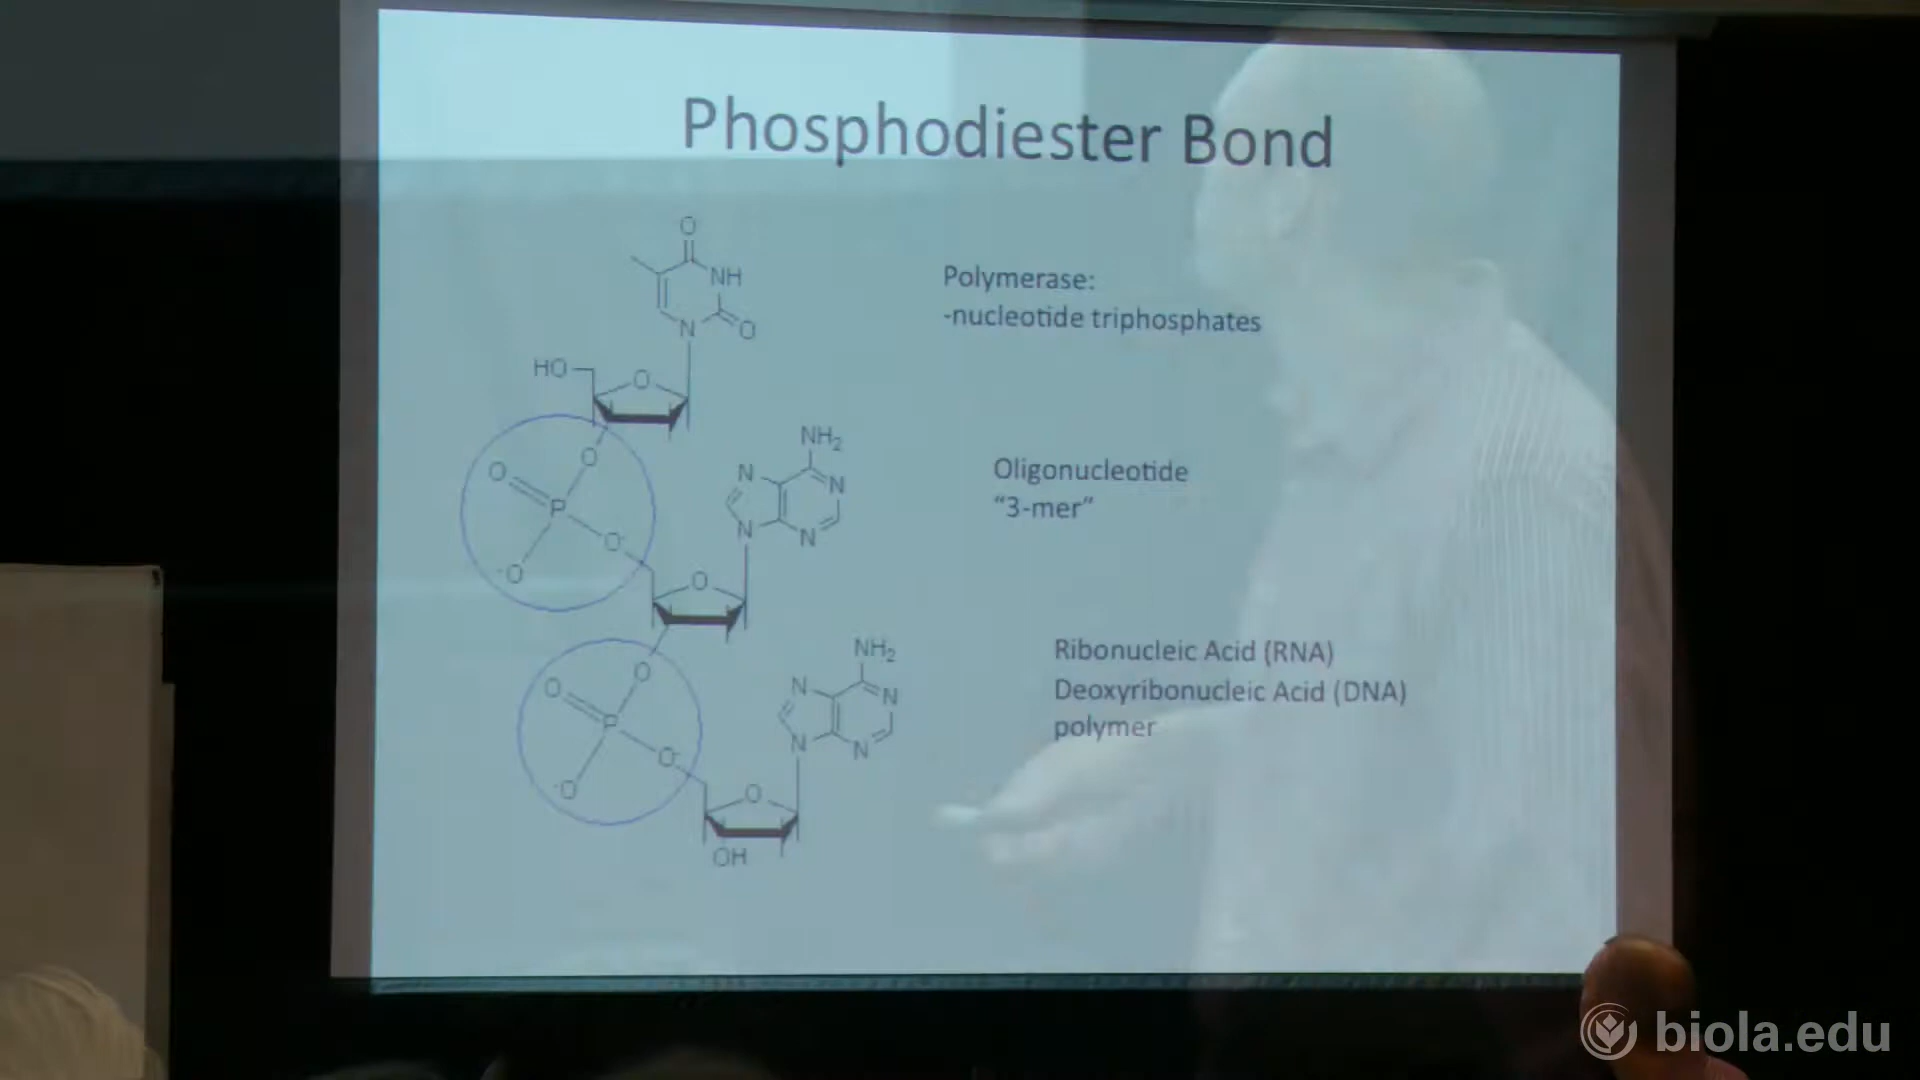 Phosphodiester Bond
O
NH
N
O
HO
O
Polymerase:
-nucleotide triphosphates
NH2
O
O
N
N
P
O-
N
N
-O
O
Oligonucleotide
“3-mer”
NH2
O
O
N
N
P
O-
N
N
-O
O
OH
Ribonucleic Acid (RNA)
Deoxyribonucleic Acid (DNA)
polymer
biola.edu